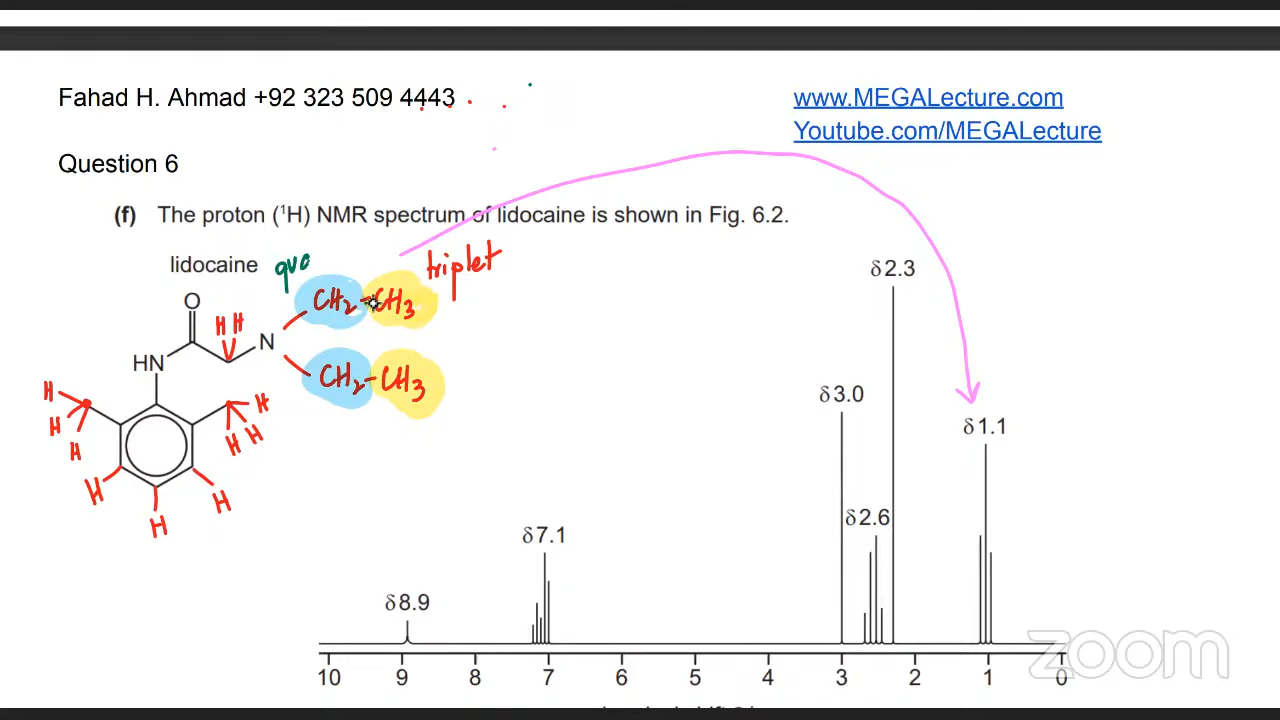 Fahad H. Ahmad +92 323 509 4443
www.MEGALecture.com
Youtube.com/MEGALecture
Question 6
(f) The proton (¹H) NMR spectrum of lidocaine is shown in Fig. 6.2.
lidocaine
qua
triplet
CH₂-CH₃
O
H H
N
HN
CH₂-CH₃
H
H
H
H
H
H
H
H
H
δ2.3
δ3.0
δ1.1
δ2.6
δ7.1
δ8.9
10 9 8 7 6 5 4 3 2 1 0
zoom